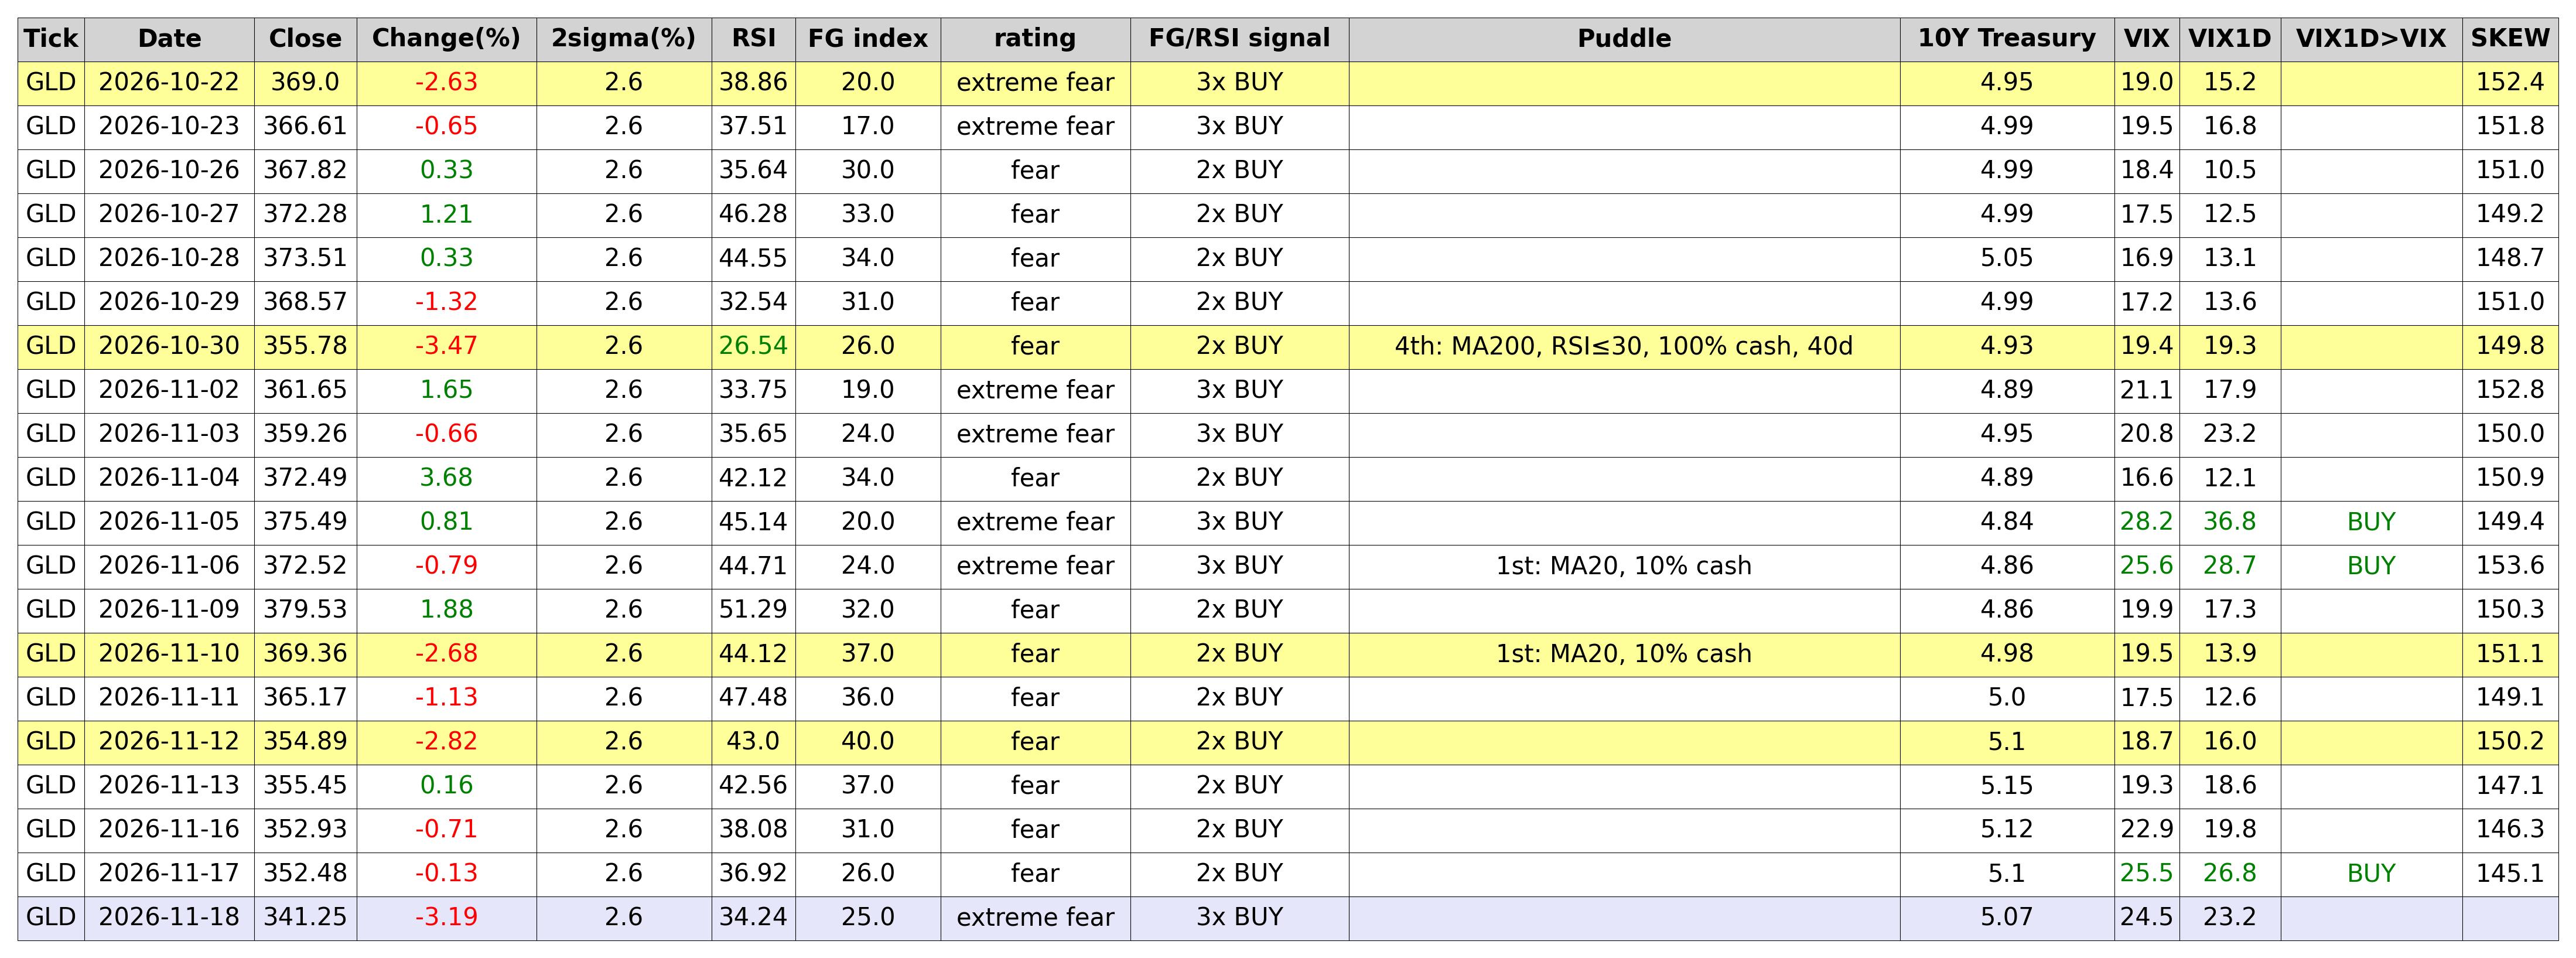 Tick Date Close Change(%) 2sigma(%) RSI FG index rating FG/RSI signal Puddle 10Y Treasury VIX VIX1D VIX1D>VIX SKEW
GLD 2026-10-22 369.0 -2.63 2.6 38.86 20.0 extreme fear 3x BUY 4.95 19.0 15.2 152.4
GLD 2026-10-23 366.61 -0.65 2.6 37.51 17.0 extreme fear 3x BUY 4.99 19.5 16.8 151.8
GLD 2026-10-26 367.82 0.33 2.6 35.64 30.0 fear 2x BUY 4.99 18.4 10.5 151.0
GLD 2026-10-27 372.28 1.21 2.6 46.28 33.0 fear 2x BUY 4.99 17.5 12.5 149.2
GLD 2026-10-28 373.51 0.33 2.6 44.55 34.0 fear 2x BUY 5.05 16.9 13.1 148.7
GLD 2026-10-29 368.57 -1.32 2.6 32.54 31.0 fear 2x BUY 4.99 17.2 13.6 151.0
GLD 2026-10-30 355.78 -3.47 2.6 26.54 26.0 fear 2x BUY 4th: MA200, RSI≤30, 100% cash, 40d 4.93 19.4 19.3 149.8
GLD 2026-11-02 361.65 1.65 2.6 33.75 19.0 extreme fear 3x BUY 4.89 21.1 17.9 152.8
GLD 2026-11-03 359.26 -0.66 2.6 35.65 24.0 extreme fear 3x BUY 4.95 20.8 23.2 150.0
GLD 2026-11-04 372.49 3.68 2.6 42.12 34.0 fear 2x BUY 4.89 16.6 12.1 150.9
GLD 2026-11-05 375.49 0.81 2.6 45.14 20.0 extreme fear 3x BUY 4.84 28.2 36.8 BUY 149.4
GLD 2026-11-06 372.52 -0.79 2.6 44.71 24.0 extreme fear 3x BUY 1st: MA20, 10% cash 4.86 25.6 28.7 BUY 153.6
GLD 2026-11-09 379.53 1.88 2.6 51.29 32.0 fear 2x BUY 4.86 19.9 17.3 150.3
GLD 2026-11-10 369.36 -2.68 2.6 44.12 37.0 fear 2x BUY 1st: MA20, 10% cash 4.98 19.5 13.9 151.1
GLD 2026-11-11 365.17 -1.13 2.6 47.48 36.0 fear 2x BUY 5.0 17.5 12.6 149.1
GLD 2026-11-12 354.89 -2.82 2.6 43.0 40.0 fear 2x BUY 5.1 18.7 16.0 150.2
GLD 2026-11-13 355.45 0.16 2.6 42.56 37.0 fear 2x BUY 5.15 19.3 18.6 147.1
GLD 2026-11-16 352.93 -0.71 2.6 38.08 31.0 fear 2x BUY 5.12 22.9 19.8 146.3
GLD 2026-11-17 352.48 -0.13 2.6 36.92 26.0 fear 2x BUY 5.1 25.5 26.8 BUY 145.1
GLD 2026-11-18 341.25 -3.19 2.6 34.24 25.0 extreme fear 3x BUY 5.07 24.5 23.2